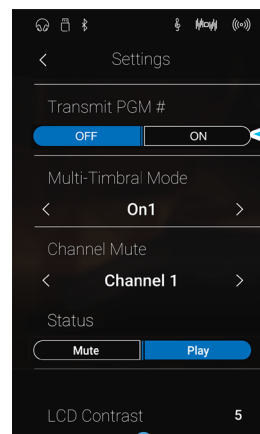 Settings
Transmit PGM #
OFF ON
Multi-Timbral Mode
On1
Channel Mute
Channel 1
Status
Mute Play
LCD Contrast 5